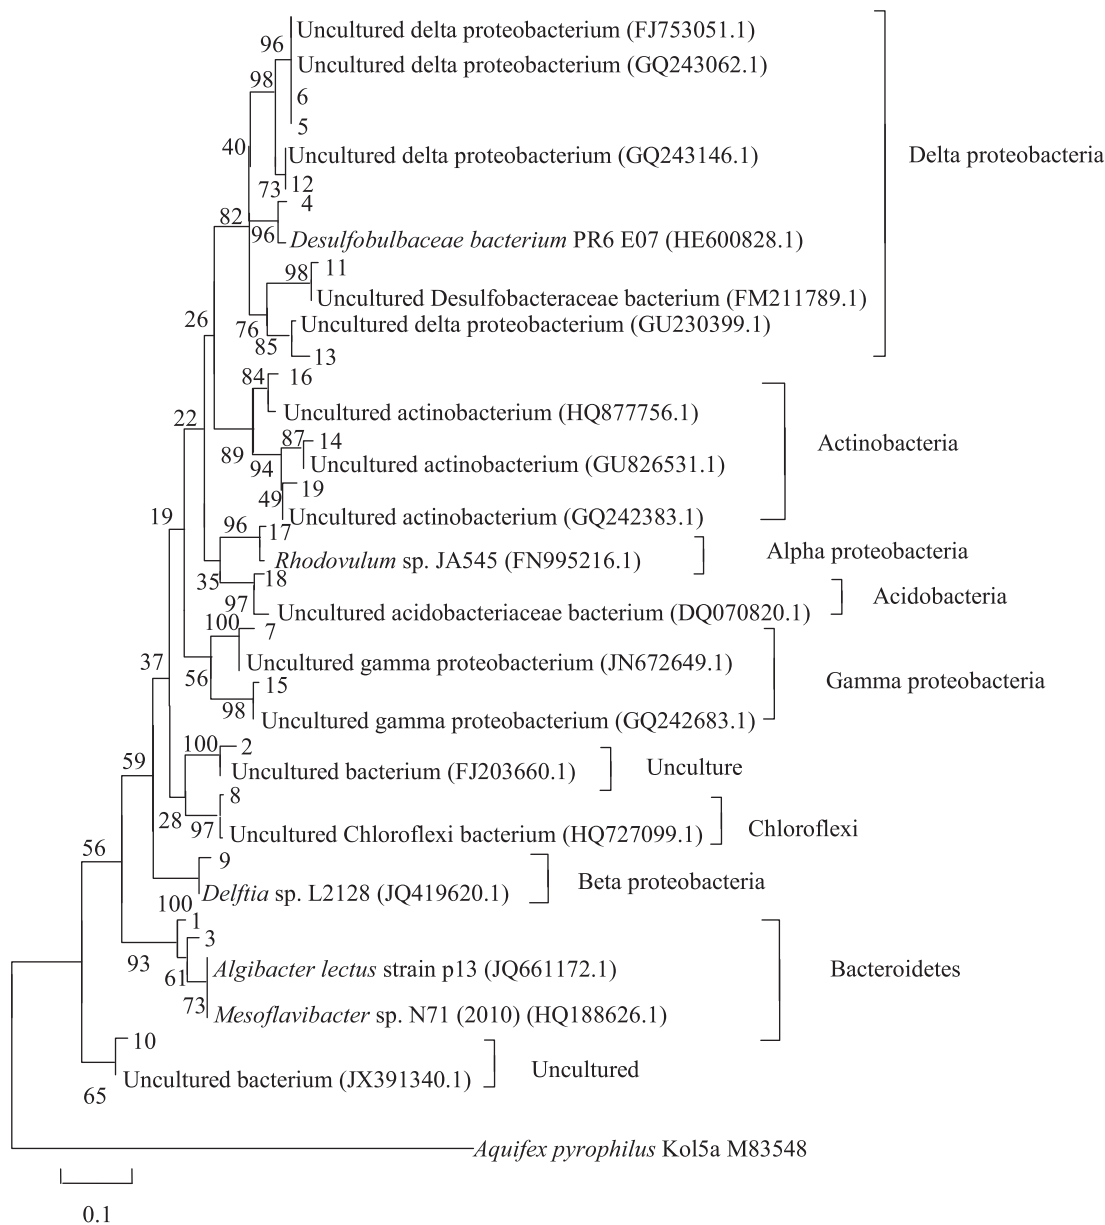 Uncultured delta proteobacterium (FJ753051.1)
96
Uncultured delta proteobacterium (GQ243062.1)
98
6
5
40
Uncultured delta proteobacterium (GQ243146.1)
Delta proteobacteria
73
12
4
82
96
Desulfobulbaceae bacterium PR6 E07 (HE600828.1)
98
11
Uncultured Desulfobacteraceae bacterium (FM211789.1)
26
76
Uncultured delta proteobacterium (GU230399.1)
85
13
84
16
Uncultured actinobacterium (HQ877756.1)
22
87
14
Actinobacteria
89
94
Uncultured actinobacterium (GU826531.1)
19
49
19
Uncultured actinobacterium (GQ242383.1)
96
17
Alpha proteobacteria
Rhodovulum sp. JA545 (FN995216.1)
35
18
Acidobacteria
97
Uncultured acidobacteriaceae bacterium (DQ070820.1)
100
7
37
Uncultured gamma proteobacterium (JN672649.1)
56
15
Gamma proteobacteria
98
Uncultured gamma proteobacterium (GQ242683.1)
100
2
59
Uncultured bacterium (FJ203660.1)
Unculture
8
28
97
Uncultured Chloroflexi bacterium (HQ727099.1)
Chloroflexi
56
9
Delftia sp. L2128 (JQ419620.1)
Beta proteobacteria
100
1
3
93
61
Algibacter lectus strain p13 (JQ661172.1)
Bacteroidetes
73
Mesoflavibacter sp. N71 (2010) (HQ188626.1)
10
Uncultured bacterium (JX391340.1)
Uncultured
65
Aquifex pyrophilus Kol5a M83548
0.1